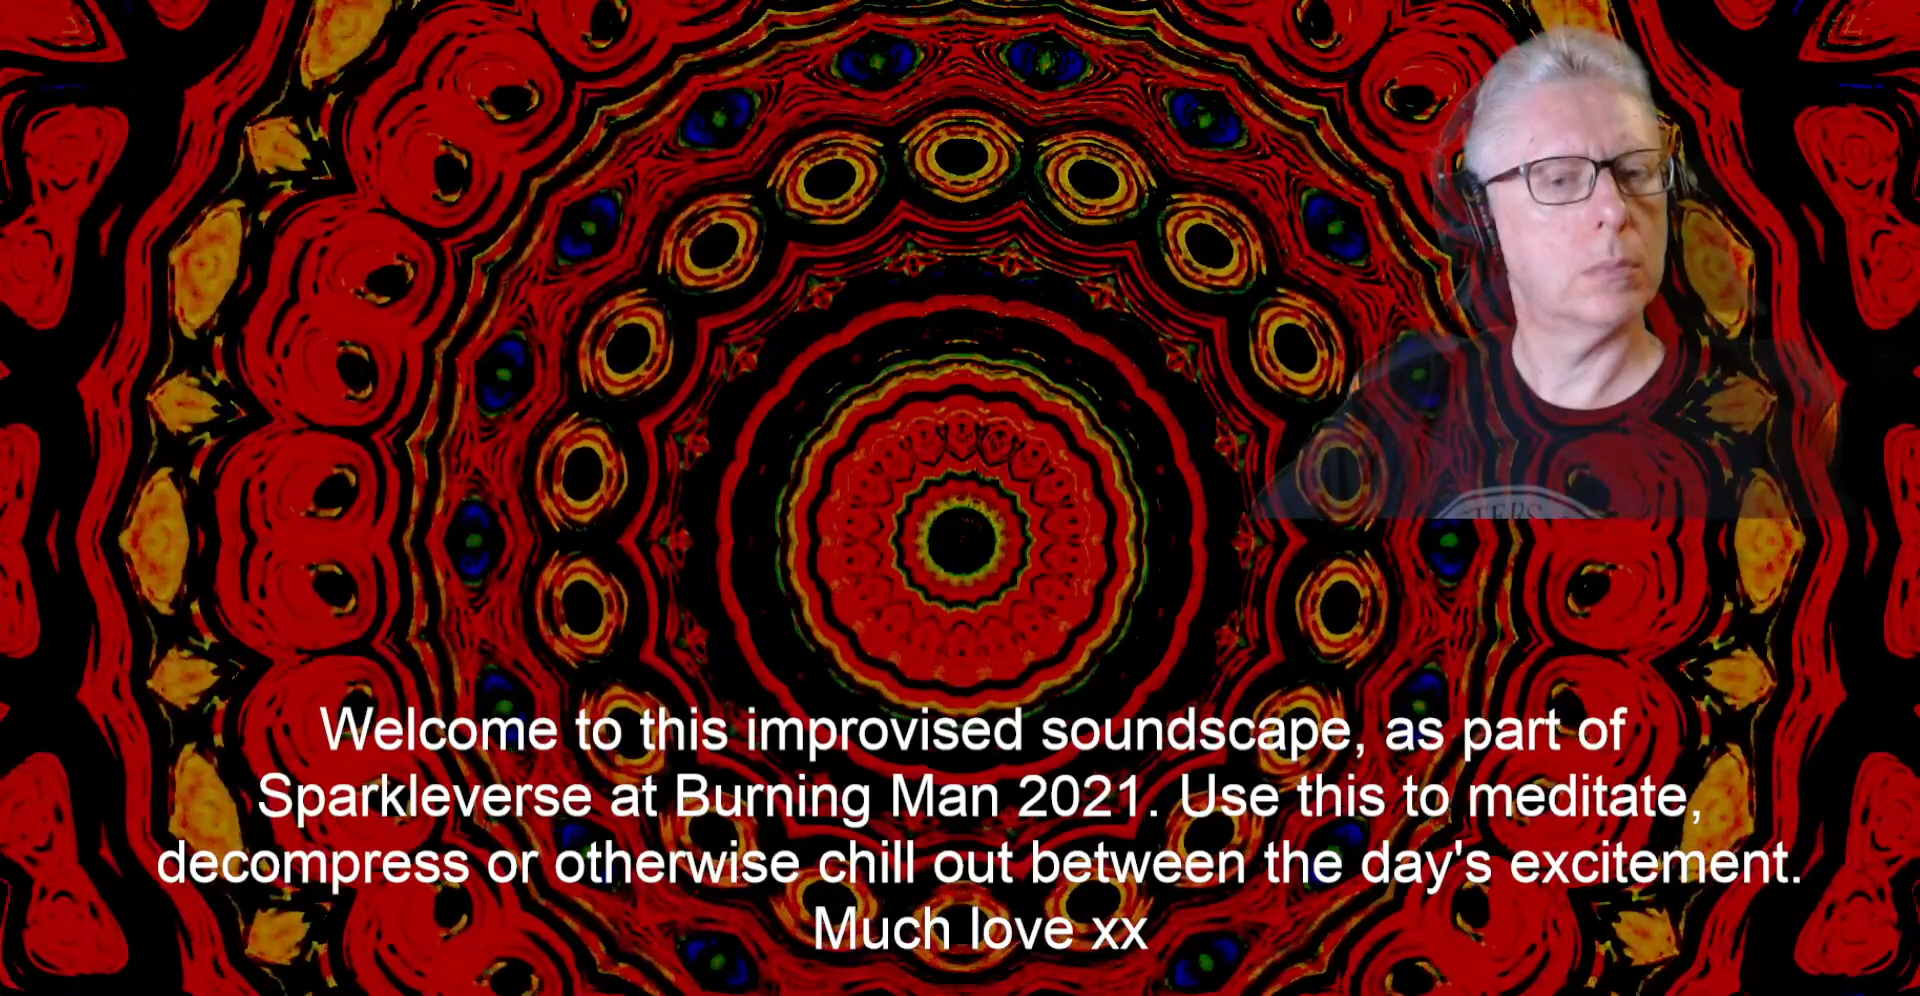 Welcome to this improvised soundscape, as part of
Sparkleverse at Burning Man 2021. Use this to meditate,
decompress or otherwise chill out between the day's excitement.
Much love xx